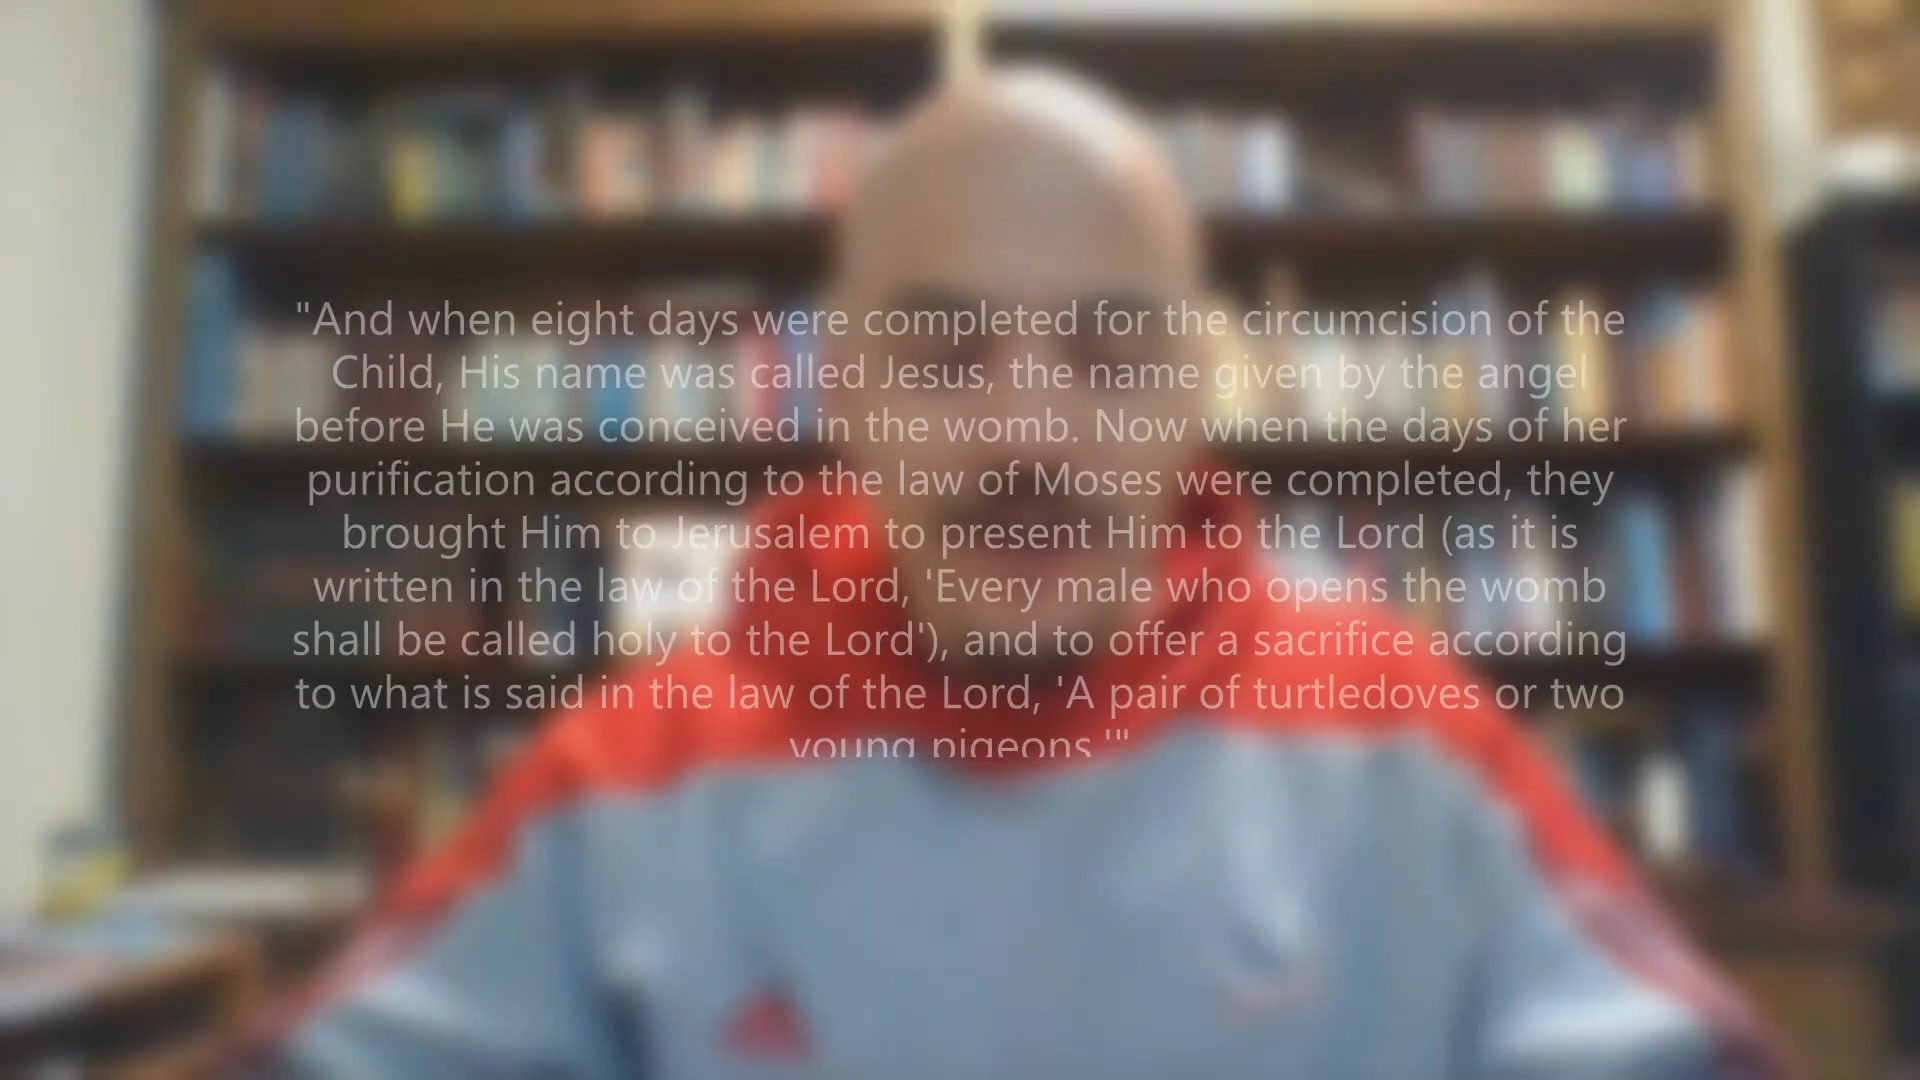 "And when eight days were completed for the circumcision of the
Child, His name was called Jesus, the name given by the angel
before He was conceived in the womb. Now when the days of her
purification according to the law of Moses were completed, they
brought Him to Jerusalem to present Him to the Lord (as it is
written in the law of the Lord, 'Every male who opens the womb
shall be called holy to the Lord'), and to offer a sacrifice according
to what is said in the law of the Lord, 'A pair of turtledoves or two
young pigeons.'"